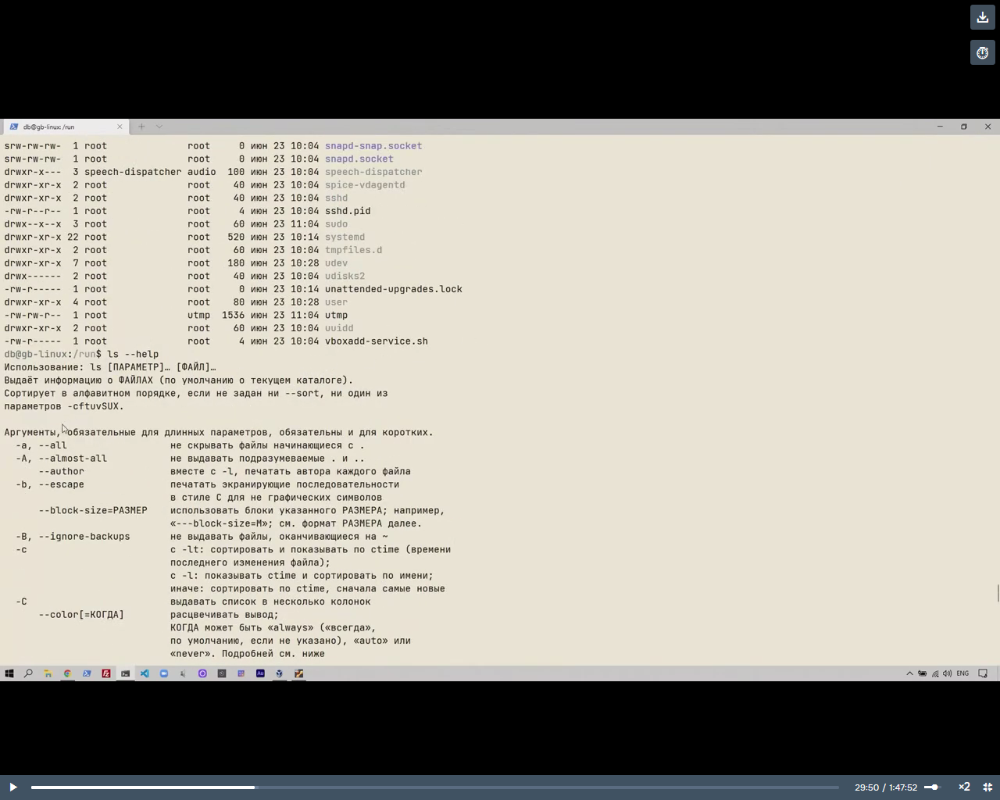 db@gb-linux: /run
srw-rw-rw-  1 root              root     0 июн 23 10:04 snapd-snap.socket
srw-rw-rw-  1 root              root     0 июн 23 10:04 snapd.socket
drwxr-x---  3 speech-dispatcher audio  100 июн 23 10:04 speech-dispatcher
drwxr-xr-x  2 root              root    40 июн 23 10:04 spice-vdagentd
drwxr-xr-x  2 root              root    40 июн 23 10:04 sshd
-rw-r--r--  1 root              root     4 июн 23 10:04 sshd.pid
drwx--x--x  3 root              root    60 июн 23 11:04 sudo
drwxr-xr-x 22 root              root   520 июн 23 10:14 systemd
drwxr-xr-x  2 root              root    60 июн 23 10:04 tmpfiles.d
drwxr-xr-x  7 root              root   180 июн 23 10:28 udev
drwx------  2 root              root    40 июн 23 10:04 udisks2
-rw-r-----  1 root              root     0 июн 23 10:14 unattended-upgrades.lock
drwxr-xr-x  4 root              root    80 июн 23 10:28 user
-rw-rw-r--  1 root              utmp  1536 июн 23 11:04 utmp
drwxr-xr-x  2 root              root    60 июн 23 10:04 uuidd
-rw-r-----  1 root              root     4 июн 23 10:04 vboxadd-service.sh
db@gb-linux:/run$ ls --help
Использование: ls [ПАРАМЕТР]… [ФАЙЛ]…
Выдаёт информацию о ФАЙЛАХ (по умолчанию о текущем каталоге).
Сортирует в алфавитном порядке, если не задан ни --sort, ни один из
параметров -cftuvSUX.
Аргументы, обязательные для длинных параметров, обязательны и для коротких.
-a, --all                  не скрывать файлы начинающиеся с .
-A, --almost-all           не выдавать подразумеваемые . и ..
--author               вместе с -l, печатать автора каждого файла
-b, --escape               печатать экранирующие последовательности
в стиле C для не графических символов
--block-size=РАЗМЕР    использовать блоки указанного РАЗМЕРА; например,
«---block-size=M»; см. формат РАЗМЕРА далее.
-B, --ignore-backups       не выдавать файлы, оканчивающиеся на ~
-c                         с -lt: сортировать и показывать по ctime (времени
последнего изменения файла);
с -l: показывать ctime и сортировать по имени;
иначе: сортировать по ctime, сначала самые новые
-C                         выдавать список в несколько колонок
--color[=КОГДА]        расцвечивать вывод;
КОГДА может быть «always» («всегда»,
по умолчанию, если не указано), «auto» или
«never». Подробней см. ниже
Au
ENG
29:50 / 1:47:52
×2